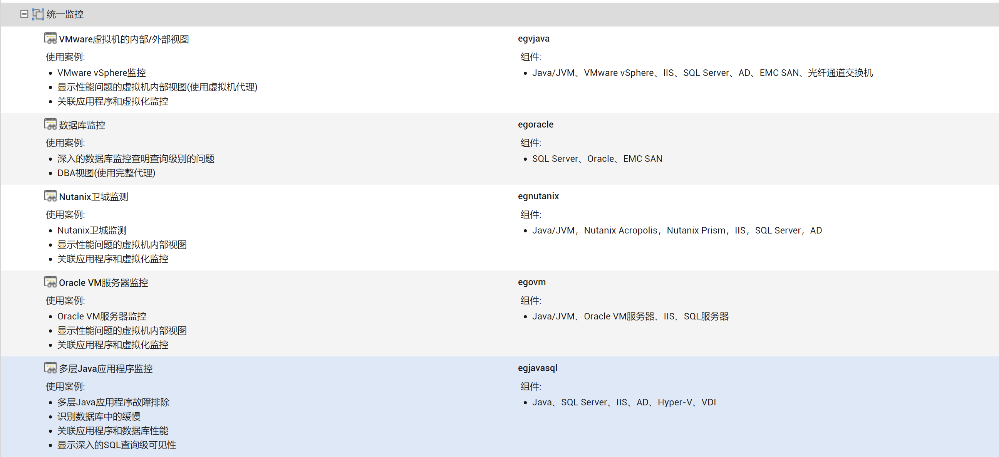 统一监控
VMware虚拟机的内部/外部视图
egvjava
使用案例:
组件:
VMware vSphere监控
Java/JVM、VMware vSphere、IIS、SQL Server、AD、EMC SAN、光纤通道交换机
显示性能问题的虚拟机内部视图(使用虚拟机代理)
关联应用程序和虚拟化监控
数据库监控
egoracle
使用案例:
组件:
深入的数据库监控查明查询级别的问题
SQL Server、Oracle、EMC SAN
DBA视图(使用完整代理)
Nutanix卫城监测
egnutanix
使用案例:
组件:
Nutanix卫城监测
Java/JVM，Nutanix Acropolis，Nutanix Prism，IIS，SQL Server，AD
显示性能问题的虚拟机内部视图
关联应用程序和虚拟化监控
Oracle VM服务器监控
egovm
使用案例:
组件:
Oracle VM服务器监控
Java/JVM、Oracle VM服务器、IIS、SQL服务器
显示性能问题的虚拟机内部视图
关联应用程序和虚拟化监控
多层Java应用程序监控
egjavasql
使用案例:
组件:
多层Java应用程序故障排除
Java、SQL Server、IIS、AD、Hyper-V、VDI
识别数据库中的缓慢
关联应用程序和数据库性能
显示深入的SQL查询级可见性